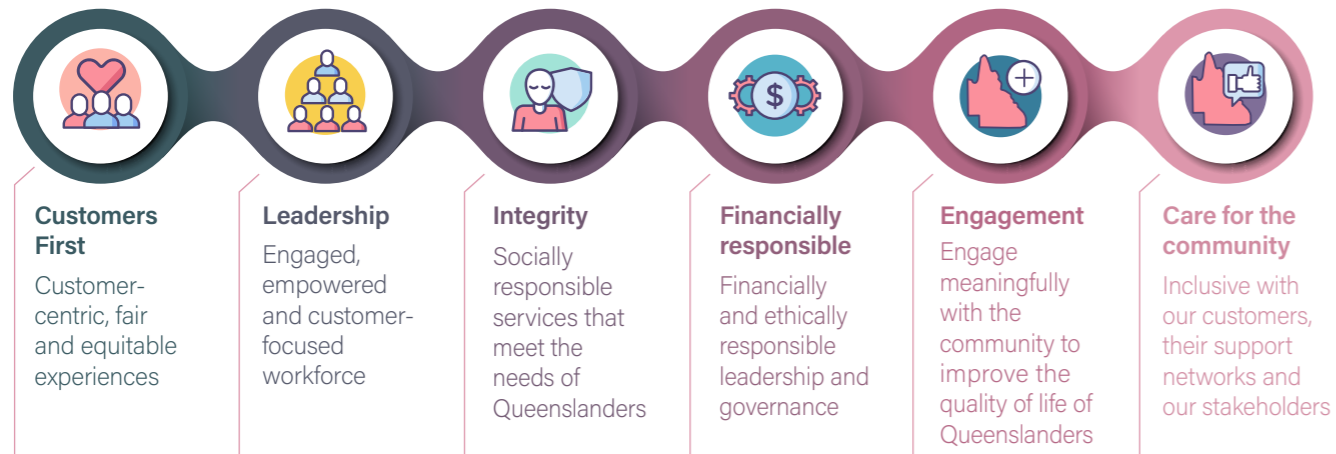 Customers
First
Customer-
centric, fair
and equitable
experiences
Leadership
Engaged,
empowered
and customer-
focused
workforce
Integrity
Socially
responsible
services that
meet the
needs of
Queenslanders
$
Financially
responsible
Financially
and ethically
responsible
leadership and
governance
Engagement
Engage
meaningfully
with the
community to
improve the
quality of life of
Queenslanders
Care for the
community
Inclusive with
our customers,
their support
networks and
our stakeholders